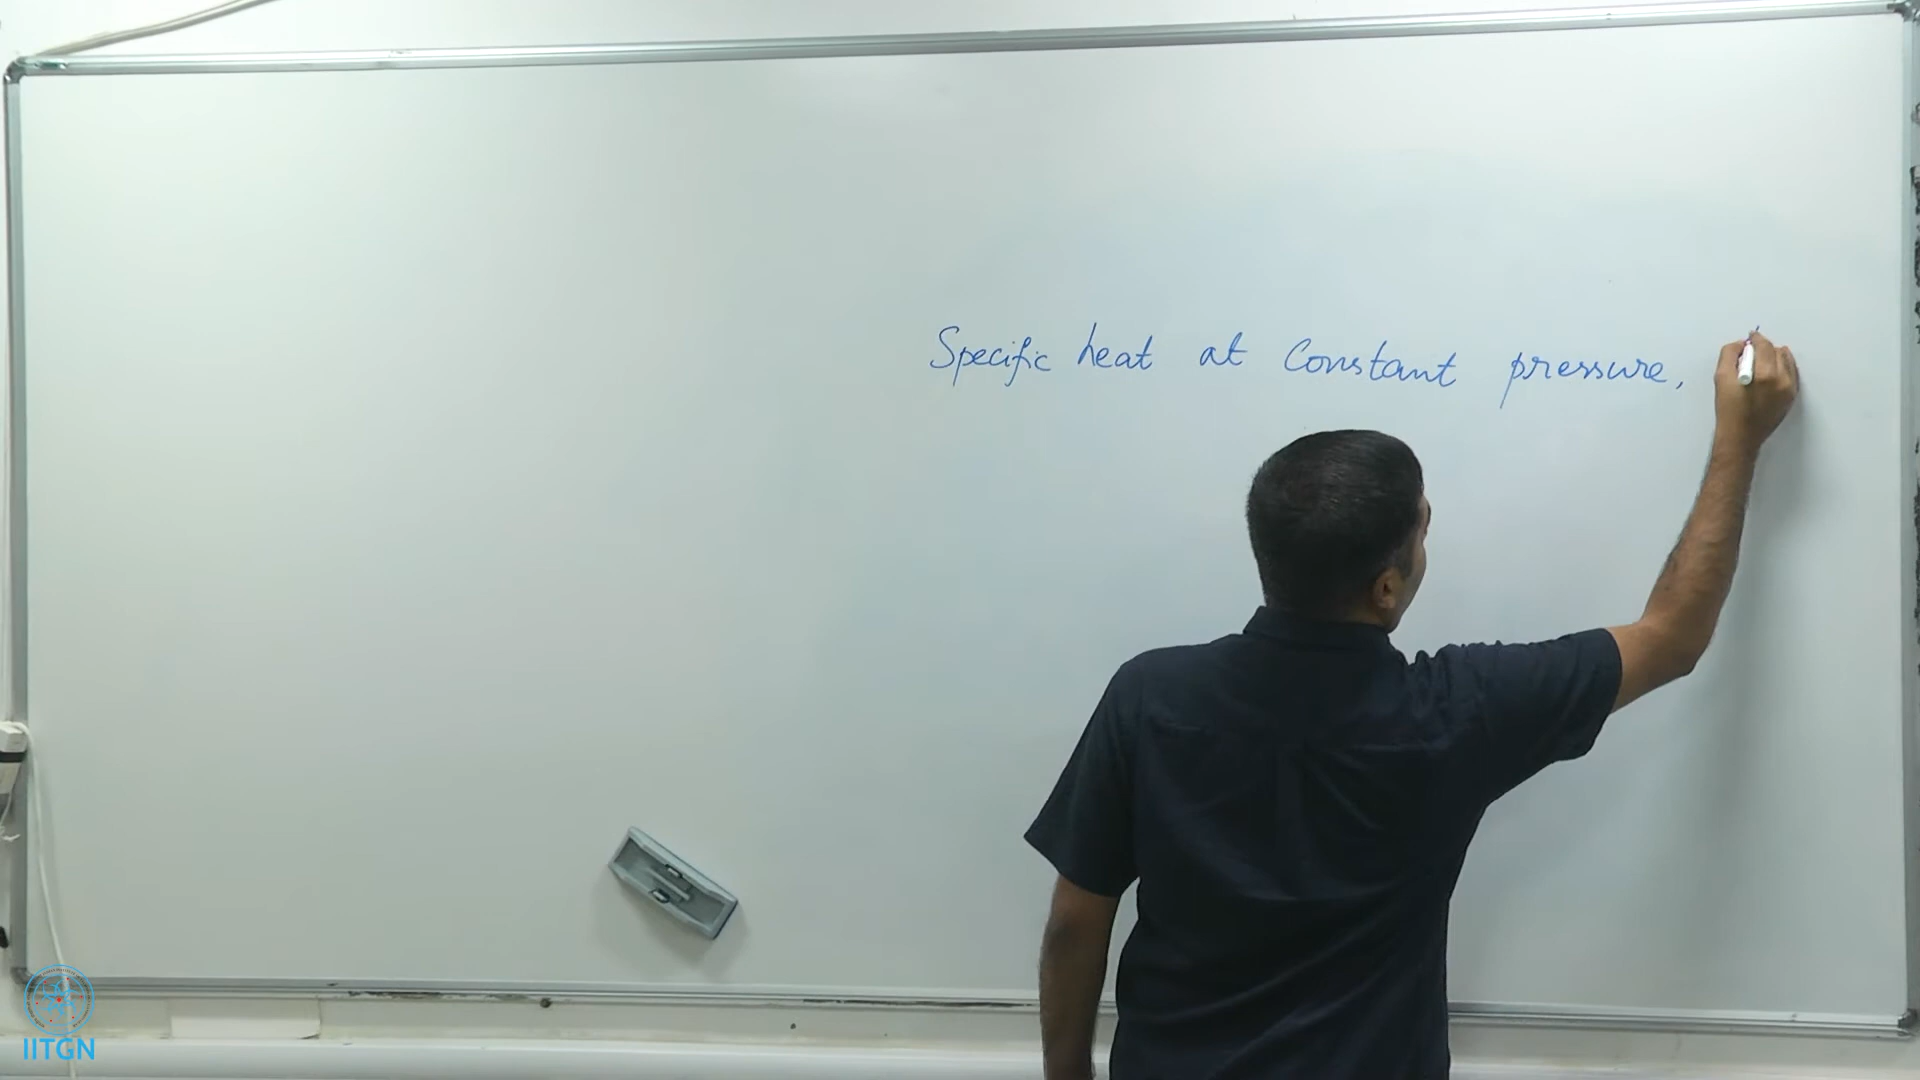 Specific heat at Constant pressure,
IITGN